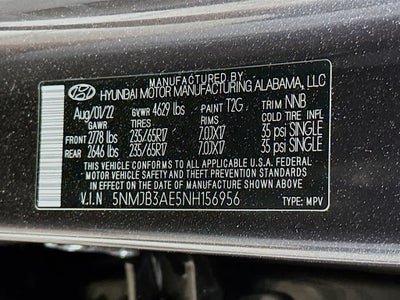 HYUNDAI MOTOR MANUFACTURING ALABAMA, LLC
Aug/01/22 GVWR 4629 lbs PAINT T2G TRIM NNB
GAWR TIRES RIMS COLD TIRE INFL
FRONT 2778 lbs 235/65R17 7.0JX17 35 psi SINGLE
REAR 2646 lbs 235/65R17 7.0JX17 35 psi SINGLE
THIS VEHICLE CONFORMS TO ALL APPLICABLE U.S.A. FEDERAL
MOTOR VEHICLE SAFETY AND THEFT PREVENTION STANDARDS
IN EFFECT ON THE DATE OF MANUFACTURE SHOWN ABOVE.
V.I.N 5NMJB3AE5NH156956 TYPE: MPV